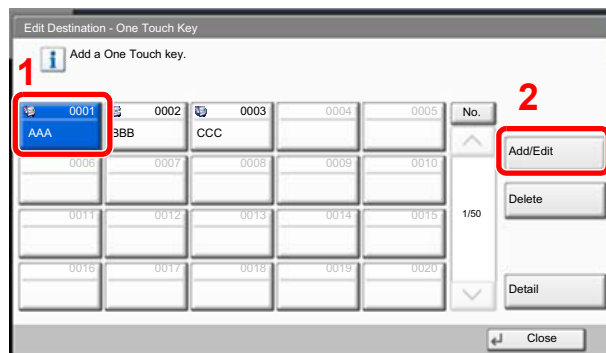 Edit Destination - One Touch Key
Add a One Touch key.
1
2
0001 0002 0003 0004 0005 No.
AAA BBB CCC
Add/Edit
0006 0007 0008 0009 0010
Delete
0011 0012 0013 0014 0015 1/50
0016 0017 0018 0019 0020
Detail
Close